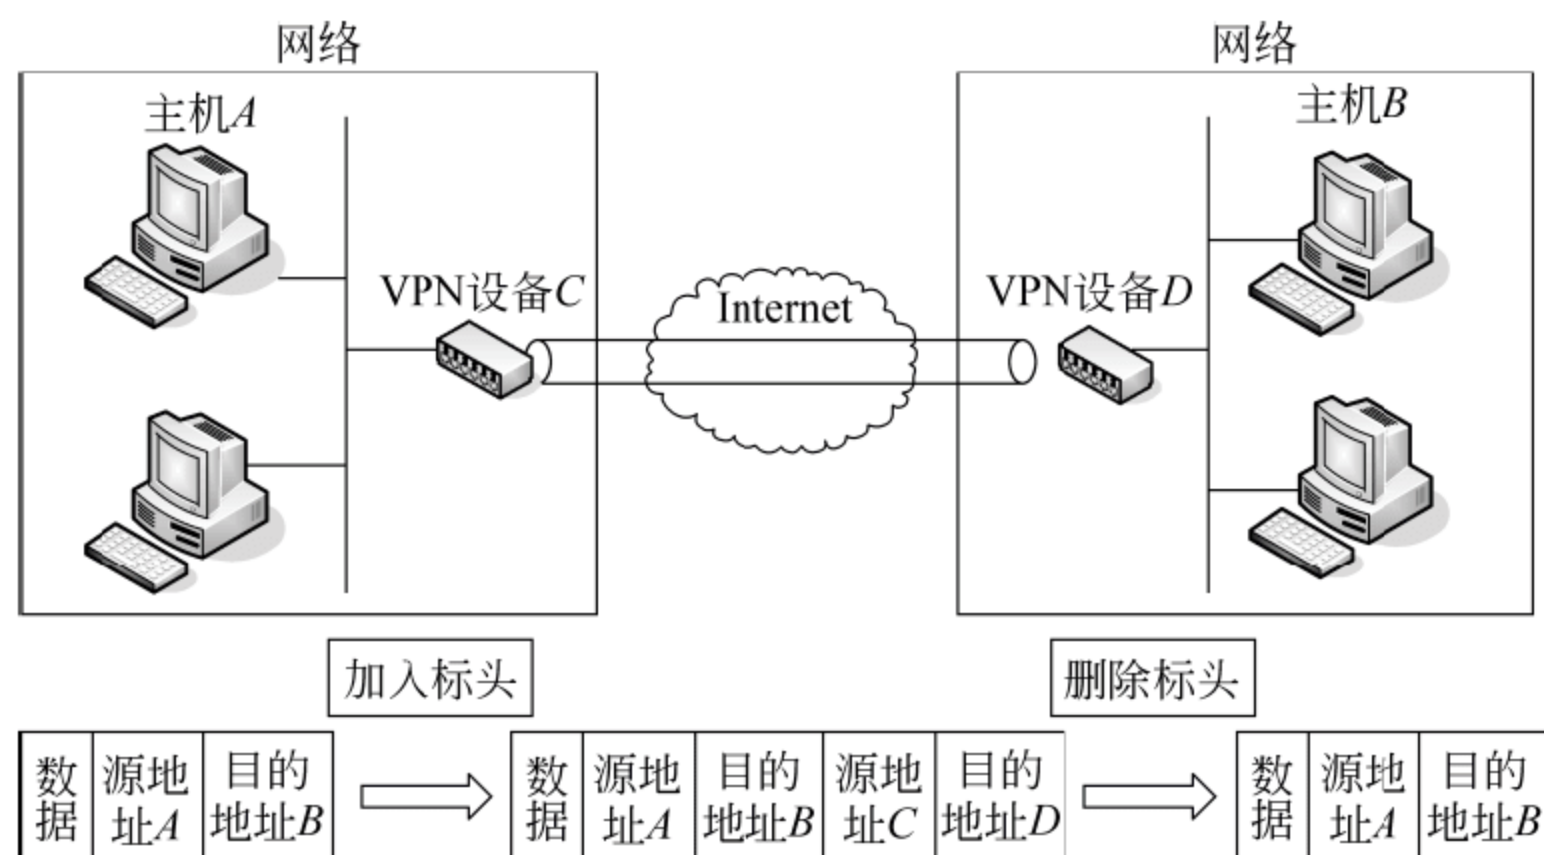 网络
网络
主机A
主机B
VPN设备C
Internet
VPN设备D
加入标头
删除标头
数据
源地址A
目的地址B
数据
源地址A
目的地址B
源地址C
目的地址D
数据
源地址A
目的地址B